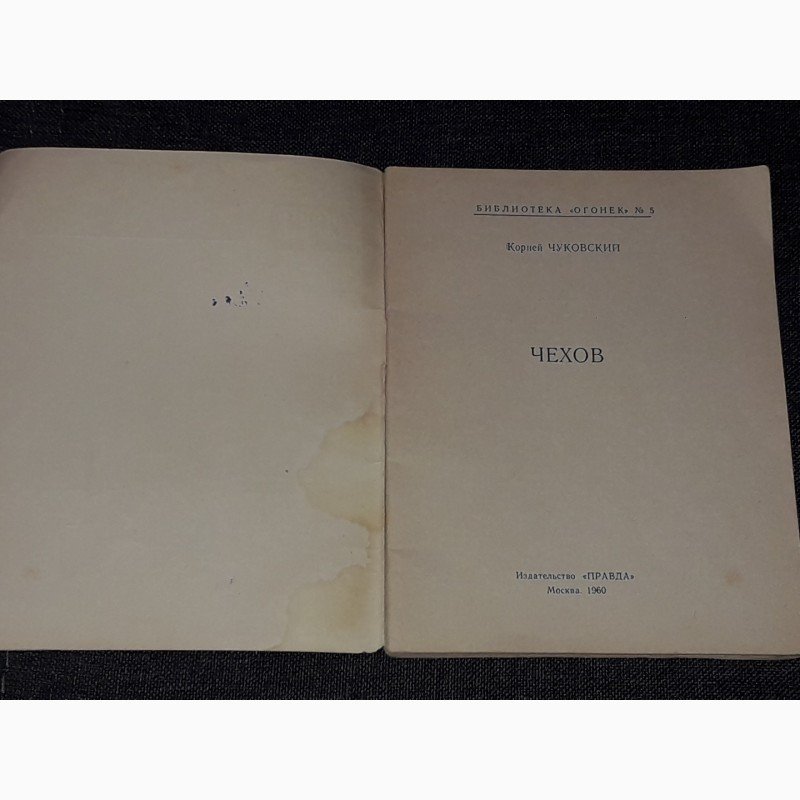 БИБЛИОТЕКА «ОГОНЕК» № 5
Корней ЧУКОВСКИЙ
ЧЕХОВ
Издательство «ПРАВДА»
Москва. 1960